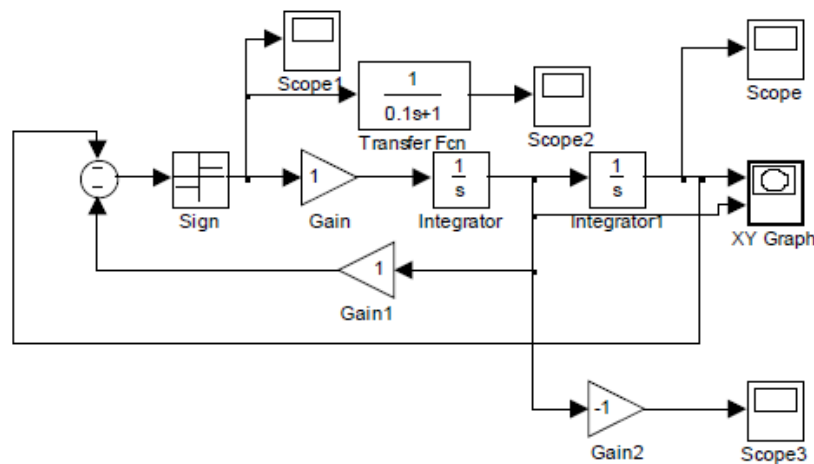 Scope1
1
0.1s+1
Transfer Fcn
Scope2
Scope
−
−
Sign
1
Gain
1
s
Integrator
1
s
Integrator1
XY Graph
1
Gain1
-1
Gain2
Scope3